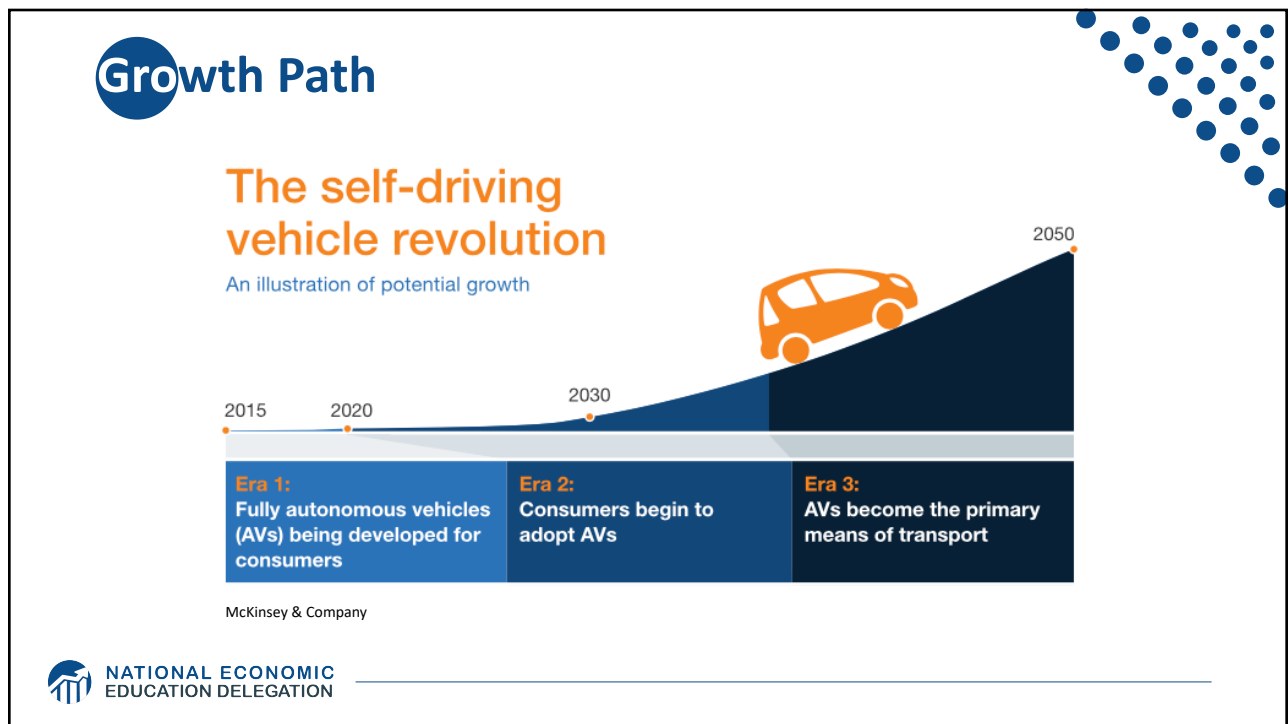 Growth Path
The self-driving
vehicle revolution
An illustration of potential growth
2015
2020
2030
2050
Era 1:
Fully autonomous vehicles
(AVs) being developed for
consumers
Era 2:
Consumers begin to
adopt AVs
Era 3:
AVs become the primary
means of transport
McKinsey & Company
NATIONAL ECONOMIC
EDUCATION DELEGATION